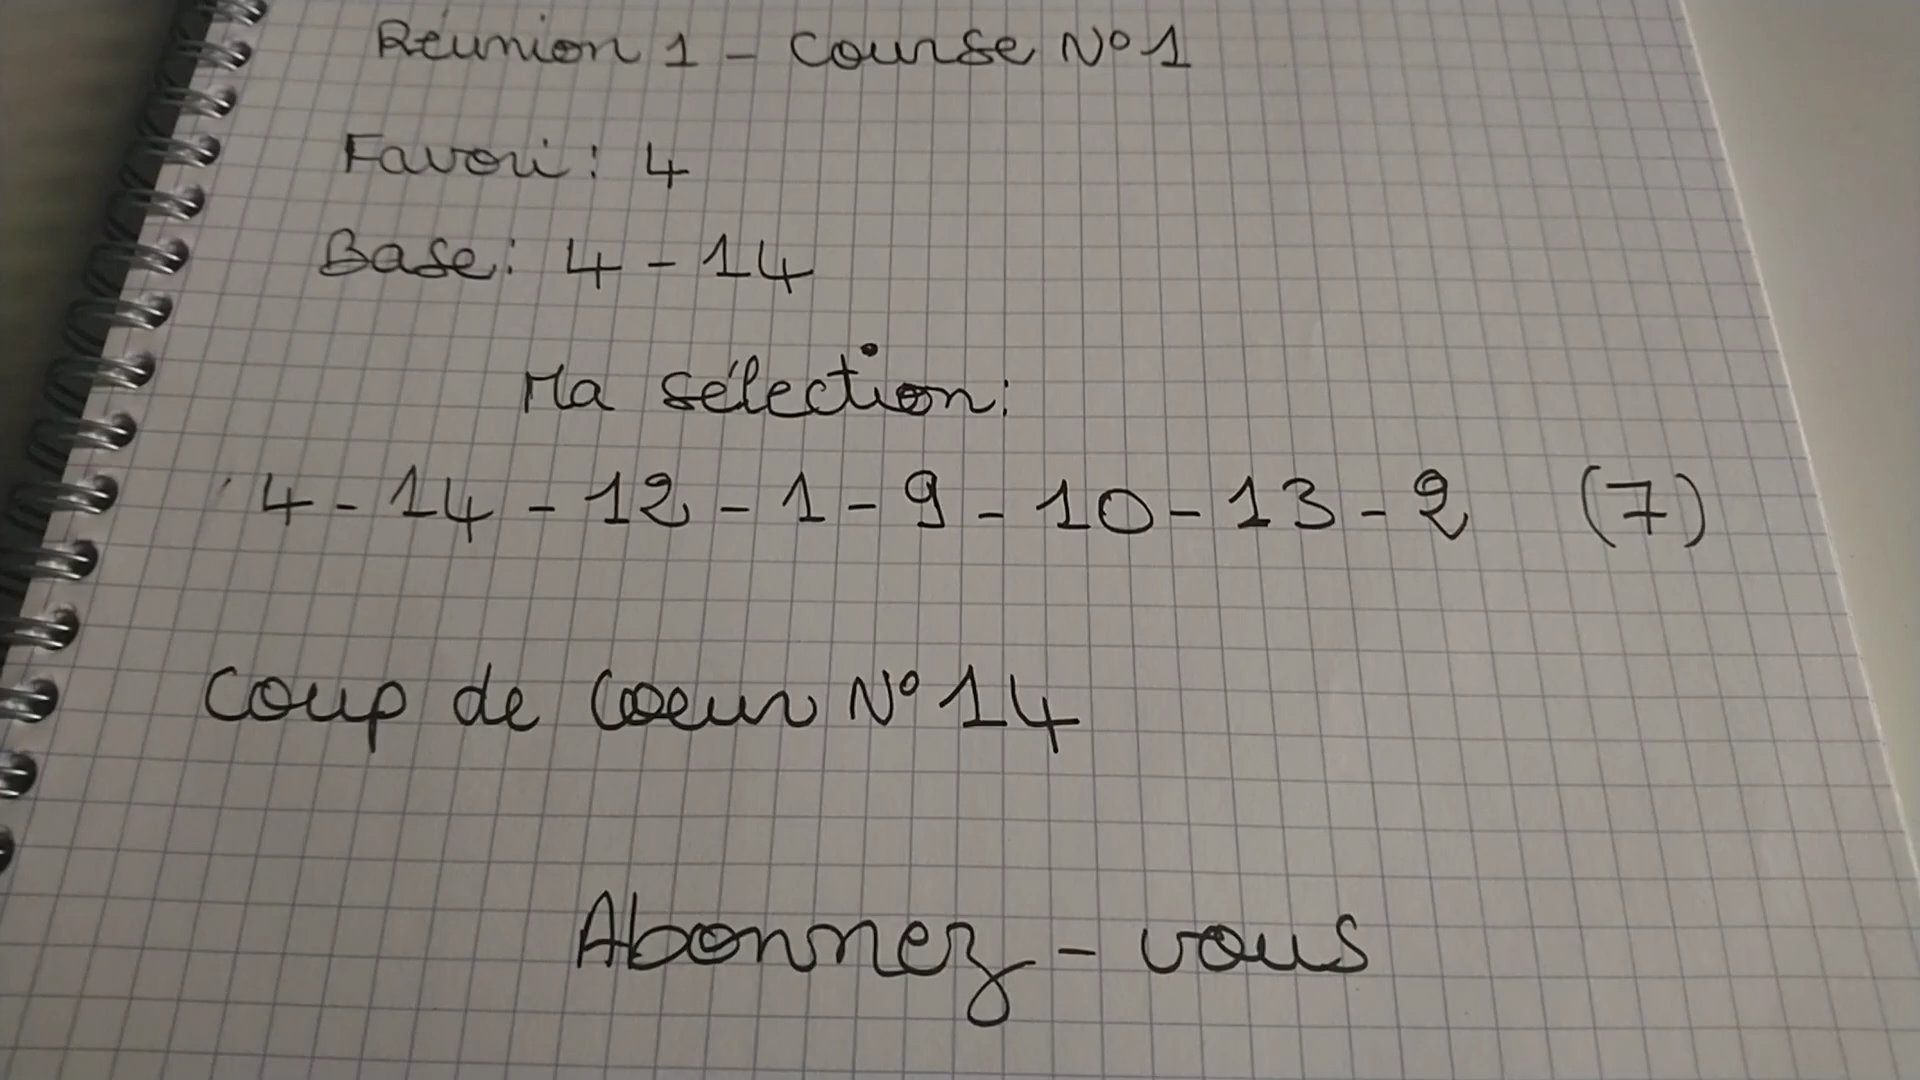 Réunion 1 - Course N° 1
Favori : 4
Base : 4 - 14
Ma sélection :
4 - 14 - 12 - 1 - 9 - 10 - 13 - 2 (7)
Coup de Coeur N° 14
Abonnez - vous